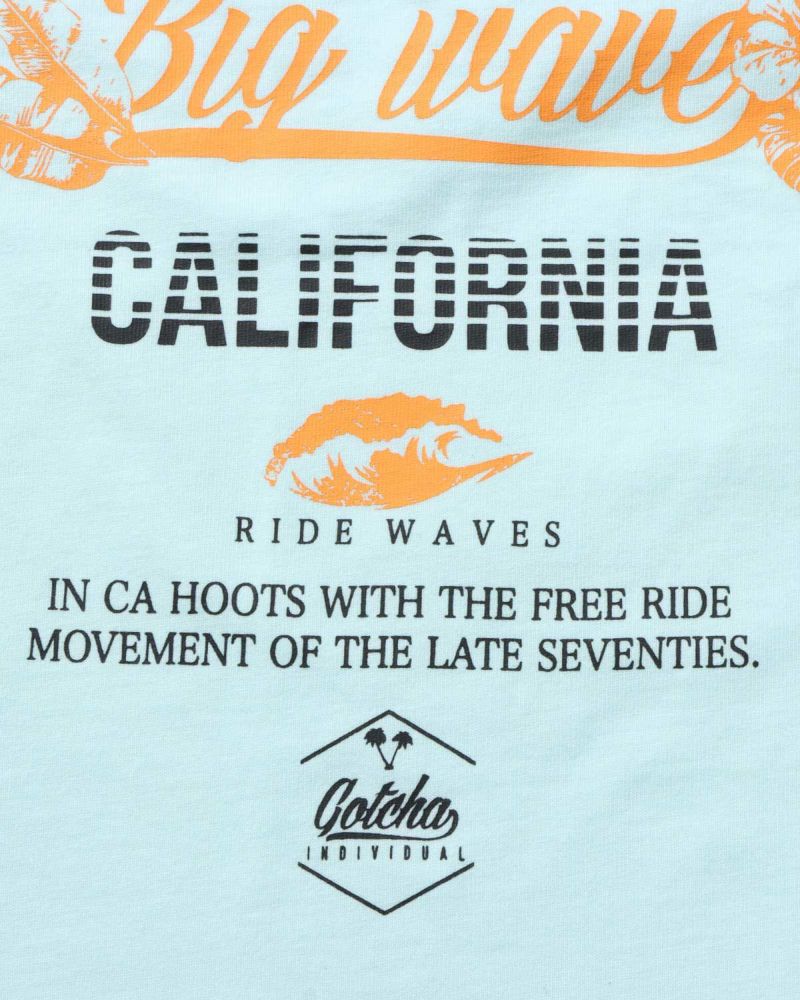 Big wave
CALIFORNIA
RIDE WAVES
IN CA HOOTS WITH THE FREE RIDE
MOVEMENT OF THE LATE SEVENTIES.
Gotcha
INDIVIDUAL